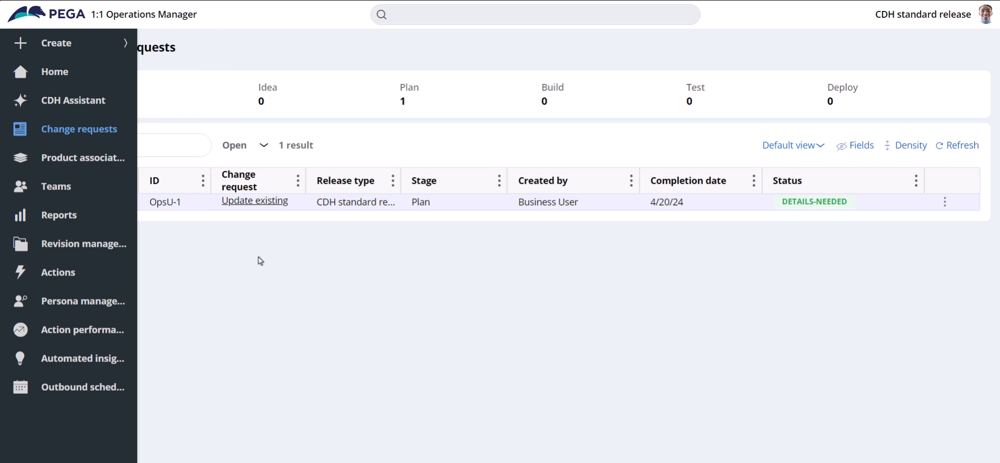 PEGA 1:1 Operations Manager
CDH standard release
Create
Home
CDH Assistant
Change requests
Product associat...
Teams
Reports
Revision manage...
Actions
Persona manage...
Action performa...
Automated insig...
Outbound sched...
quests
Idea
0
Plan
1
Build
0
Test
0
Deploy
0
Open
1 result
Default view
Fields
Density
Refresh
ID
Change
request
Release type
Stage
Created by
Completion date
Status
OpsU-1
Update existing
CDH standard re...
Plan
Business User
4/20/24
DETAILS-NEEDED